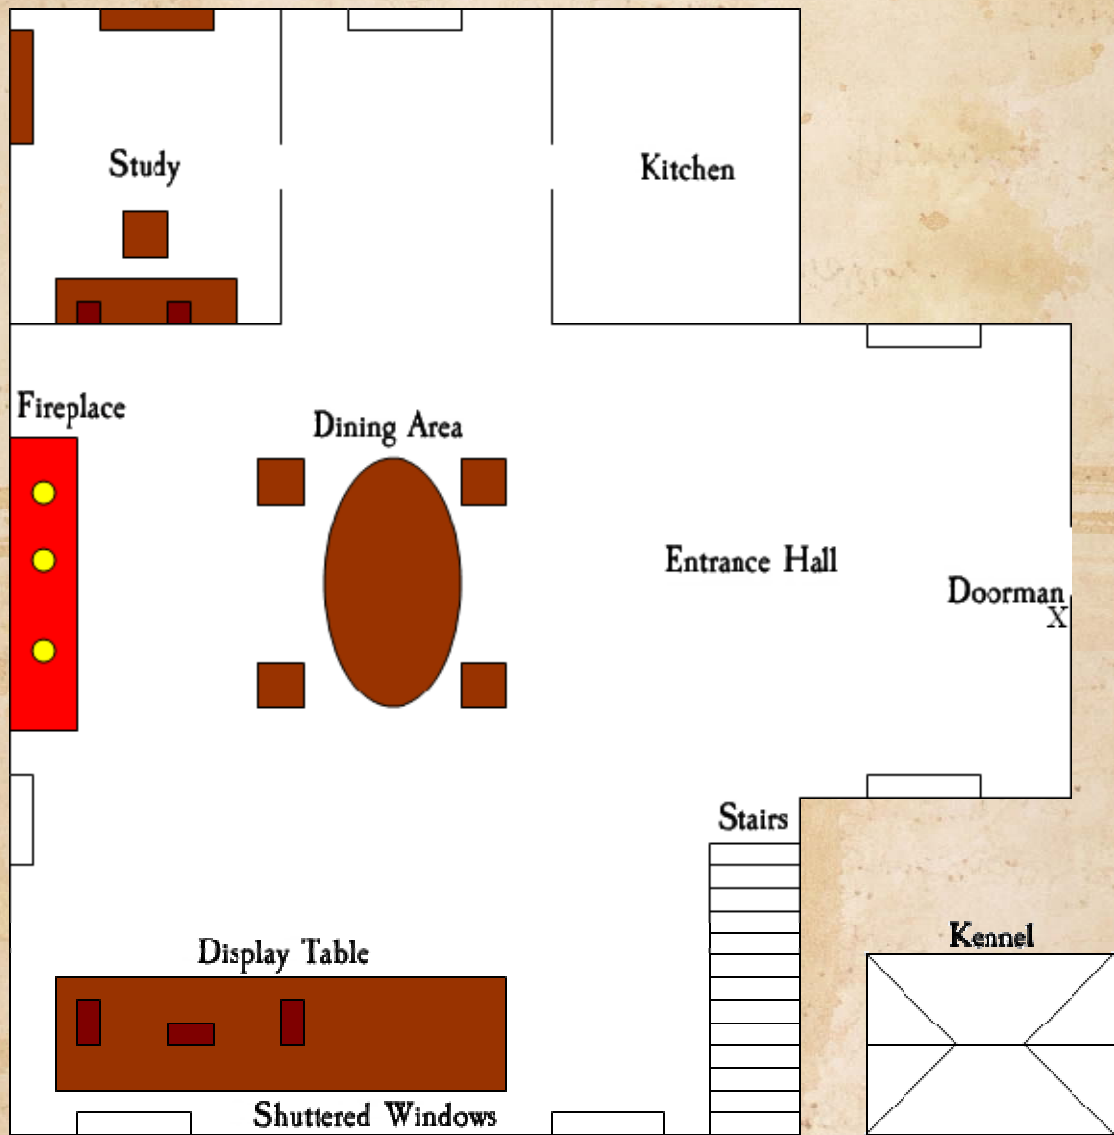 Study
Kitchen
Fireplace
Dining Area
Entrance Hall
Doorman
X
Stairs
Kennel
Display Table
Shuttered Windows